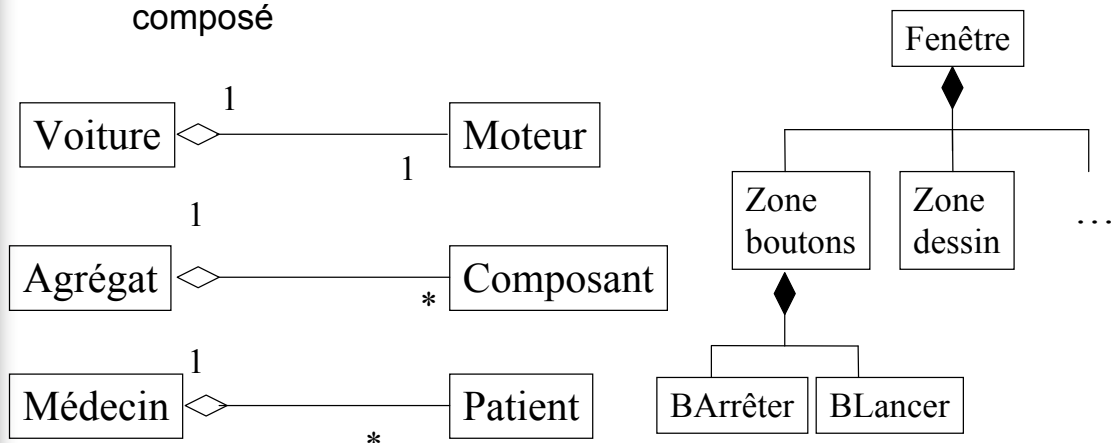 composé
1
Voiture
Moteur
1
1
Agrégat
Composant
*
1
Médecin
Patient
*
Fenêtre
Zone
boutons
Zone
dessin
...
BArrêter
BLancer